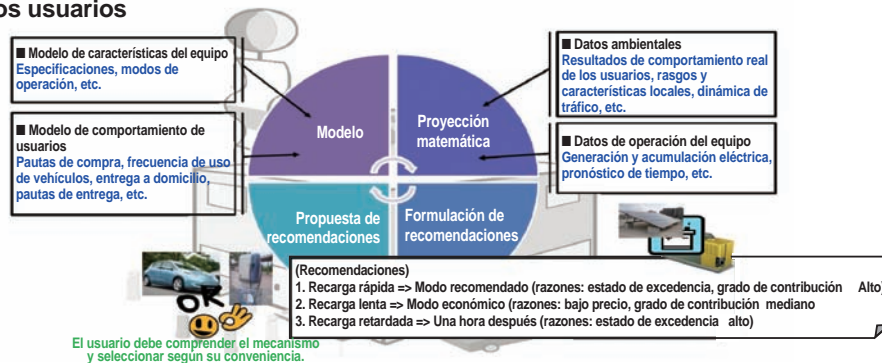 os usuarios
■ Modelo de características del equipo
Especificaciones, modos de
operación, etc.
■ Modelo de comportamiento de
usuarios
Pautas de compra, frecuencia de uso
de vehículos, entrega a domicilio,
pautas de entrega, etc.
Modelo
Proyección
matemática
■ Datos ambientales
Resultados de comportamiento real
de los usuarios, rasgos y
características locales, dinámica de
tráfico, etc.
■ Datos de operación del equipo
Generación y acumulación eléctrica,
pronóstico de tiempo, etc.
Propuesta de
recomendaciones
Formulación de
recomendaciones
(Recomendaciones)
1. Recarga rápida => Modo recomendado (razones: estado de excedencia, grado de contribución Alto)
2. Recarga lenta => Modo económico (razones: bajo precio, grado de contribución mediano
3. Recarga retardada => Una hora después (razones: estado de excedencia alto)
OK
El usuario debe comprender el mecanismo
y seleccionar según su conveniencia.